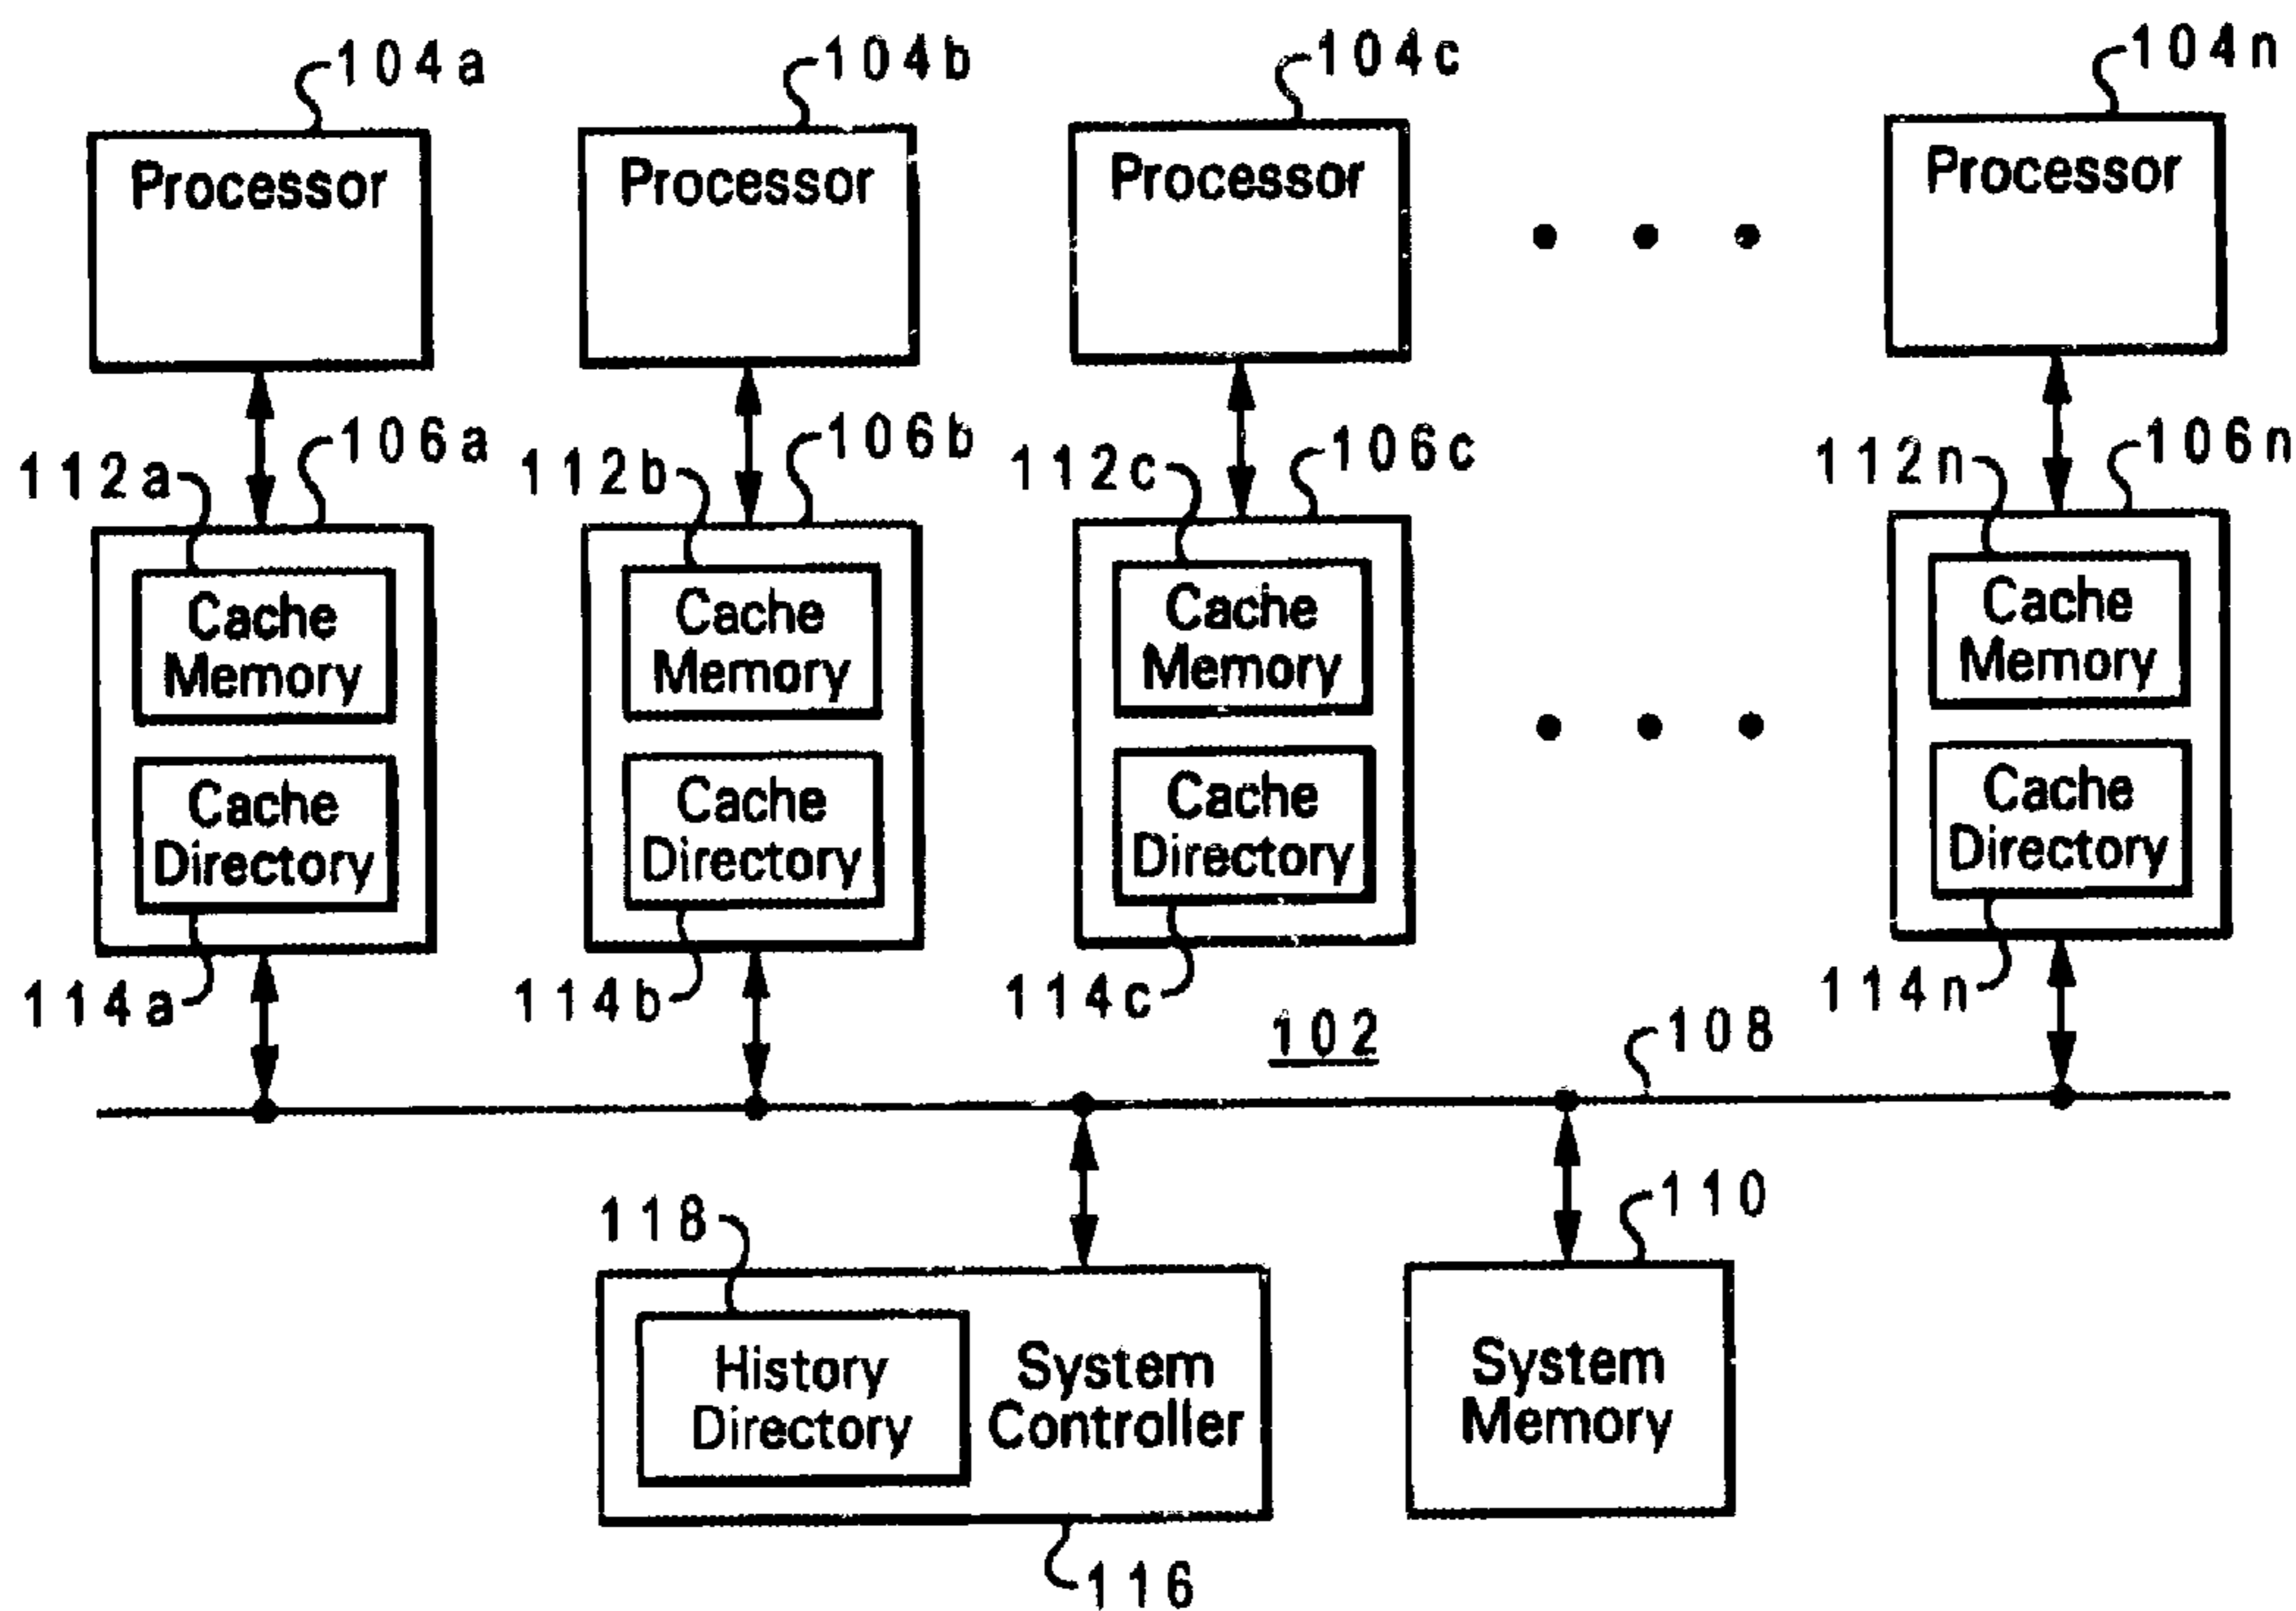 104a
104b
104c
104n
Processor
Processor
Processor
Processor
112a
106a
112b
106b
112c
106c
112n
106n
Cache
Memory
Cache
Memory
Cache
Memory
Cache
Memory
Cache
Directory
Cache
Directory
Cache
Directory
Cache
Directory
114a
114b
114c
114n
102
108
118
110
History
Directory
System
Controller
System
Memory
116